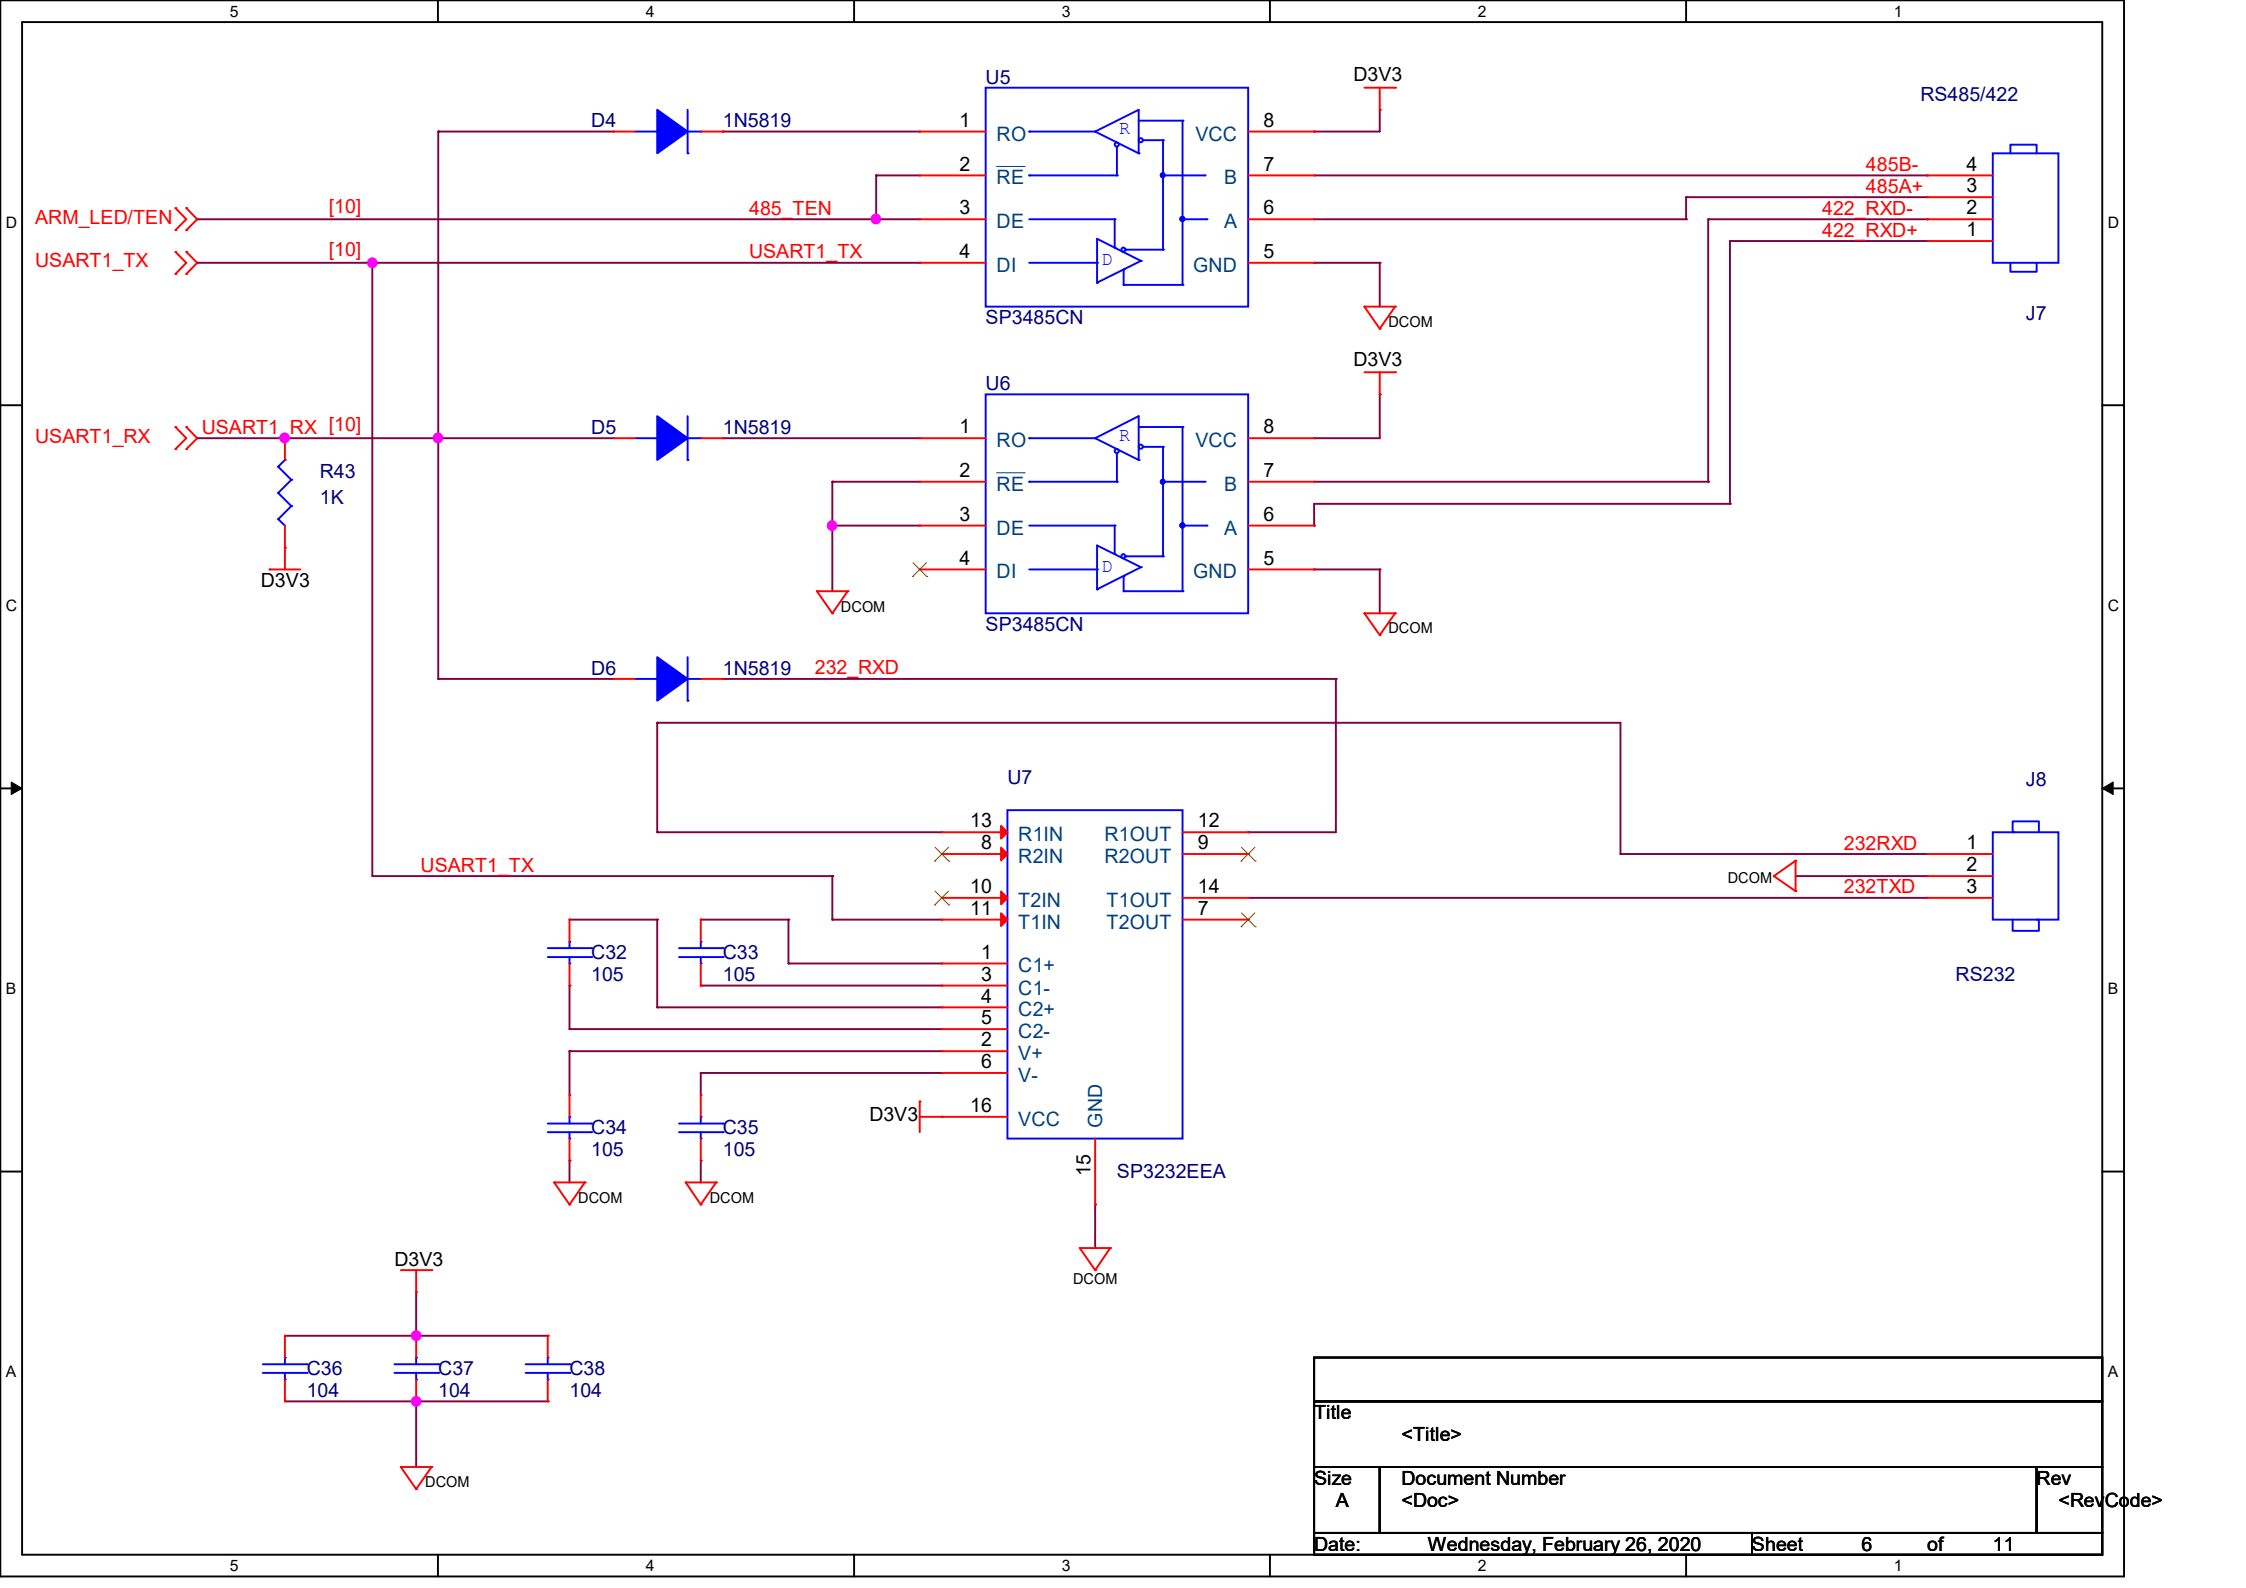 5 4 3 2 1
D
C
B
A
D
C
B
A
ARM_LED/TEN
[10]
485_TEN
USART1_TX
[10]
USART1_TX
USART1_RX
USART1_RX [10]
R43
1K
D3V3
D4
1N5819
U5
1 RO
2 RE
3 DE
4 DI
R
D
VCC 8
B 7
A 6
GND 5
SP3485CN
D3V3
DCOM
RS485/422
485B- 4
485A+ 3
422_RXD- 2
422_RXD+ 1
J7
D5
1N5819
U6
1 RO
2 RE
3 DE
4 DI
R
D
VCC 8
B 7
A 6
GND 5
SP3485CN
D3V3
DCOM
DCOM
D6
1N5819
232_RXD
U7
13 R1IN
8 R2IN
10 T2IN
11 T1IN
1 C1+
3 C1-
4 C2+
5 C2-
2 V+
6 V-
16 VCC
GND
15
R1OUT 12
R2OUT 9
T1OUT 14
T2OUT 7
SP3232EEA
USART1_TX
D3V3
DCOM
C32
105
C33
105
C34
105
C35
105
DCOM
DCOM
J8
232RXD 1
DCOM 2
232TXD 3
RS232
D3V3
C36
104
C37
104
C38
104
DCOM
Title
<Title>
Size
A
Document Number
<Doc>
Rev
<RevCode>
Date:
Wednesday, February 26, 2020
Sheet 6 of 11
5 4 3 2 1